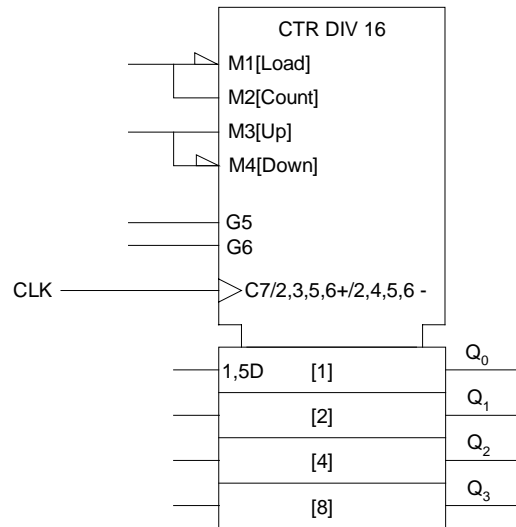 CTR DIV 16
M1[Load]
M2[Count]
M3[Up]
M4[Down]
G5
G6
CLK C7/2,3,5,6+/2,4,5,6 -
1,5D [1] Q0
[2] Q1
[4] Q2
[8] Q3